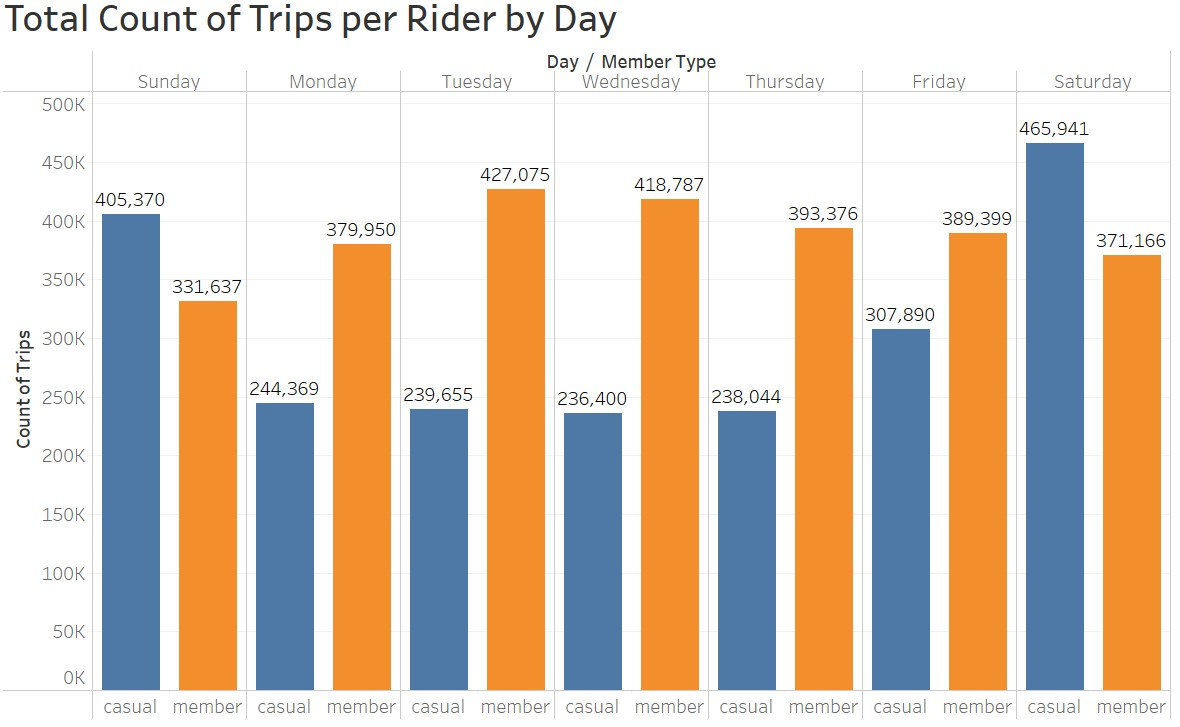 Total Count of Trips per Rider by Day
Day / Member Type
Sunday Monday Tuesday Wednesday Thursday Friday Saturday
Count of Trips
500K
450K
400K
350K
300K
250K
200K
150K
100K
50K
0K
405,370
331,637
244,369
379,950
239,655
427,075
236,400
418,787
238,044
393,376
307,890
389,399
465,941
371,166
casual member casual member casual member casual member casual member casual member casual member